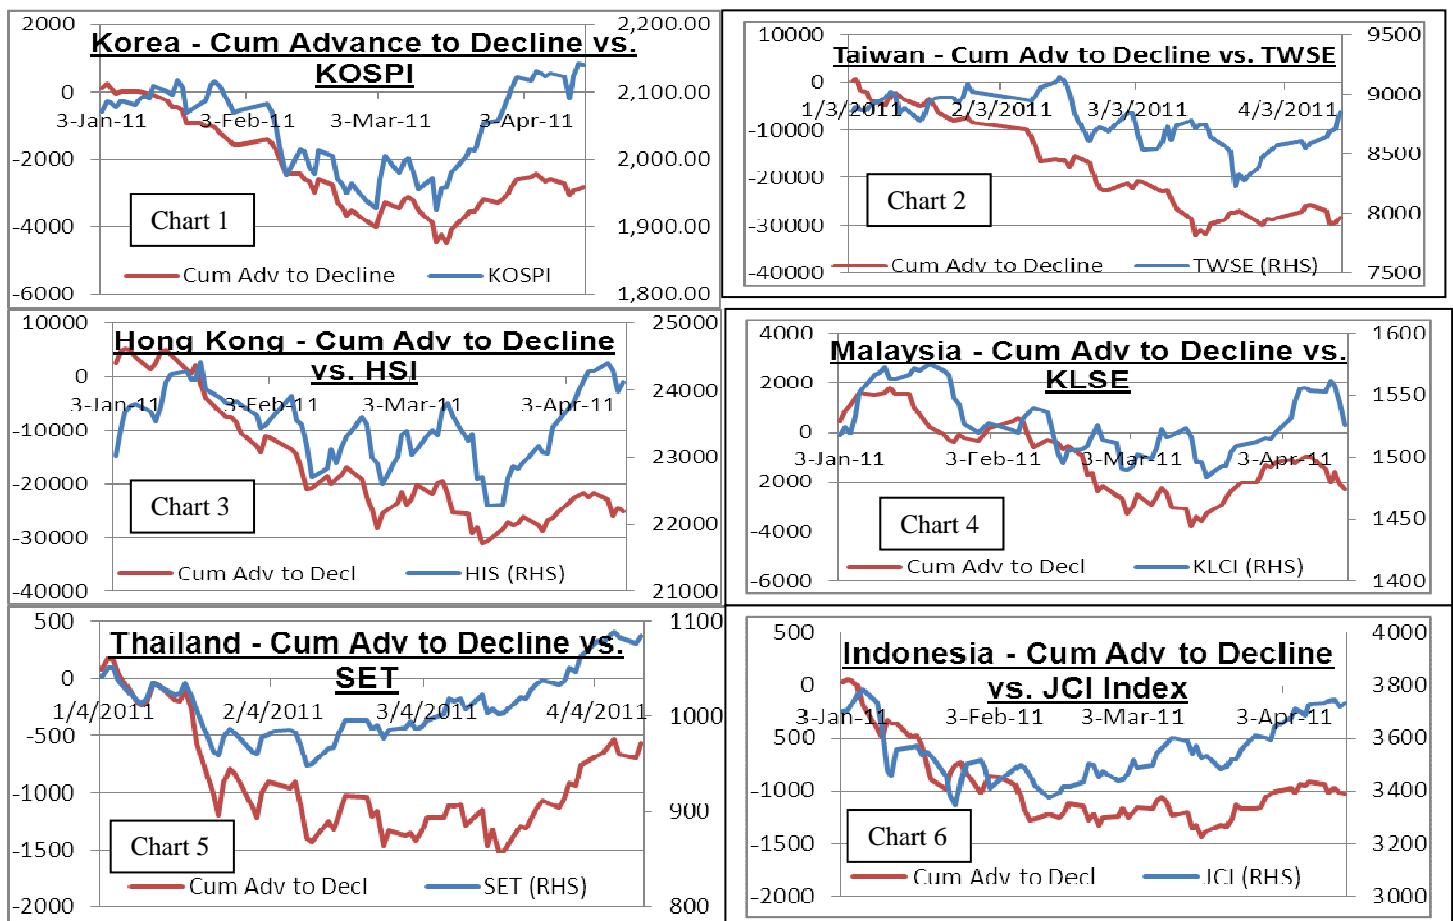 Korea - Cum Advance to Decline vs.
KOSPI
2000
0
-2000
-4000
-6000
2,200.00
2,100.00
2,000.00
1,900.00
1,800.00
3-Jan-11
3-Feb-11
3-Mar-11
3-Apr-11
Chart 1
Cum Adv to Decline
KOSPI
Taiwan - Cum Adv to Decline vs. TWSE
10000
0
-10000
-20000
-30000
-40000
9500
9000
8500
8000
7500
1/3/2011
2/3/2011
3/3/2011
4/3/2011
Chart 2
Cum Adv to Decline
TWSE (RHS)
Hong Kong - Cum Adv to Decline
vs. HSI
10000
0
-10000
-20000
-30000
-40000
25000
24000
23000
22000
21000
3-Jan-11
3-Feb-11
3-Mar-11
3-Apr-11
Chart 3
Cum Adv to Decl
HIS (RHS)
Malaysia - Cum Adv to Decline vs.
KLSE
4000
2000
0
-2000
-4000
-6000
1600
1550
1500
1450
1400
3-Jan-11
3-Feb-11
3-Mar-11
3-Apr-11
Chart 4
Cum Adv to Decl
KLCI (RHS)
Thailand - Cum Adv to Decline vs.
SET
500
0
-500
-1000
-1500
-2000
1100
1000
900
800
1/4/2011
2/4/2011
3/4/2011
4/4/2011
Chart 5
Cum Adv to Decl
SET (RHS)
Indonesia - Cum Adv to Decline
vs. JCI Index
500
0
-500
-1000
-1500
-2000
4000
3800
3600
3400
3200
3000
3-Jan-11
3-Feb-11
3-Mar-11
3-Apr-11
Chart 6
Cum Adv to Decl
JCI (RHS)